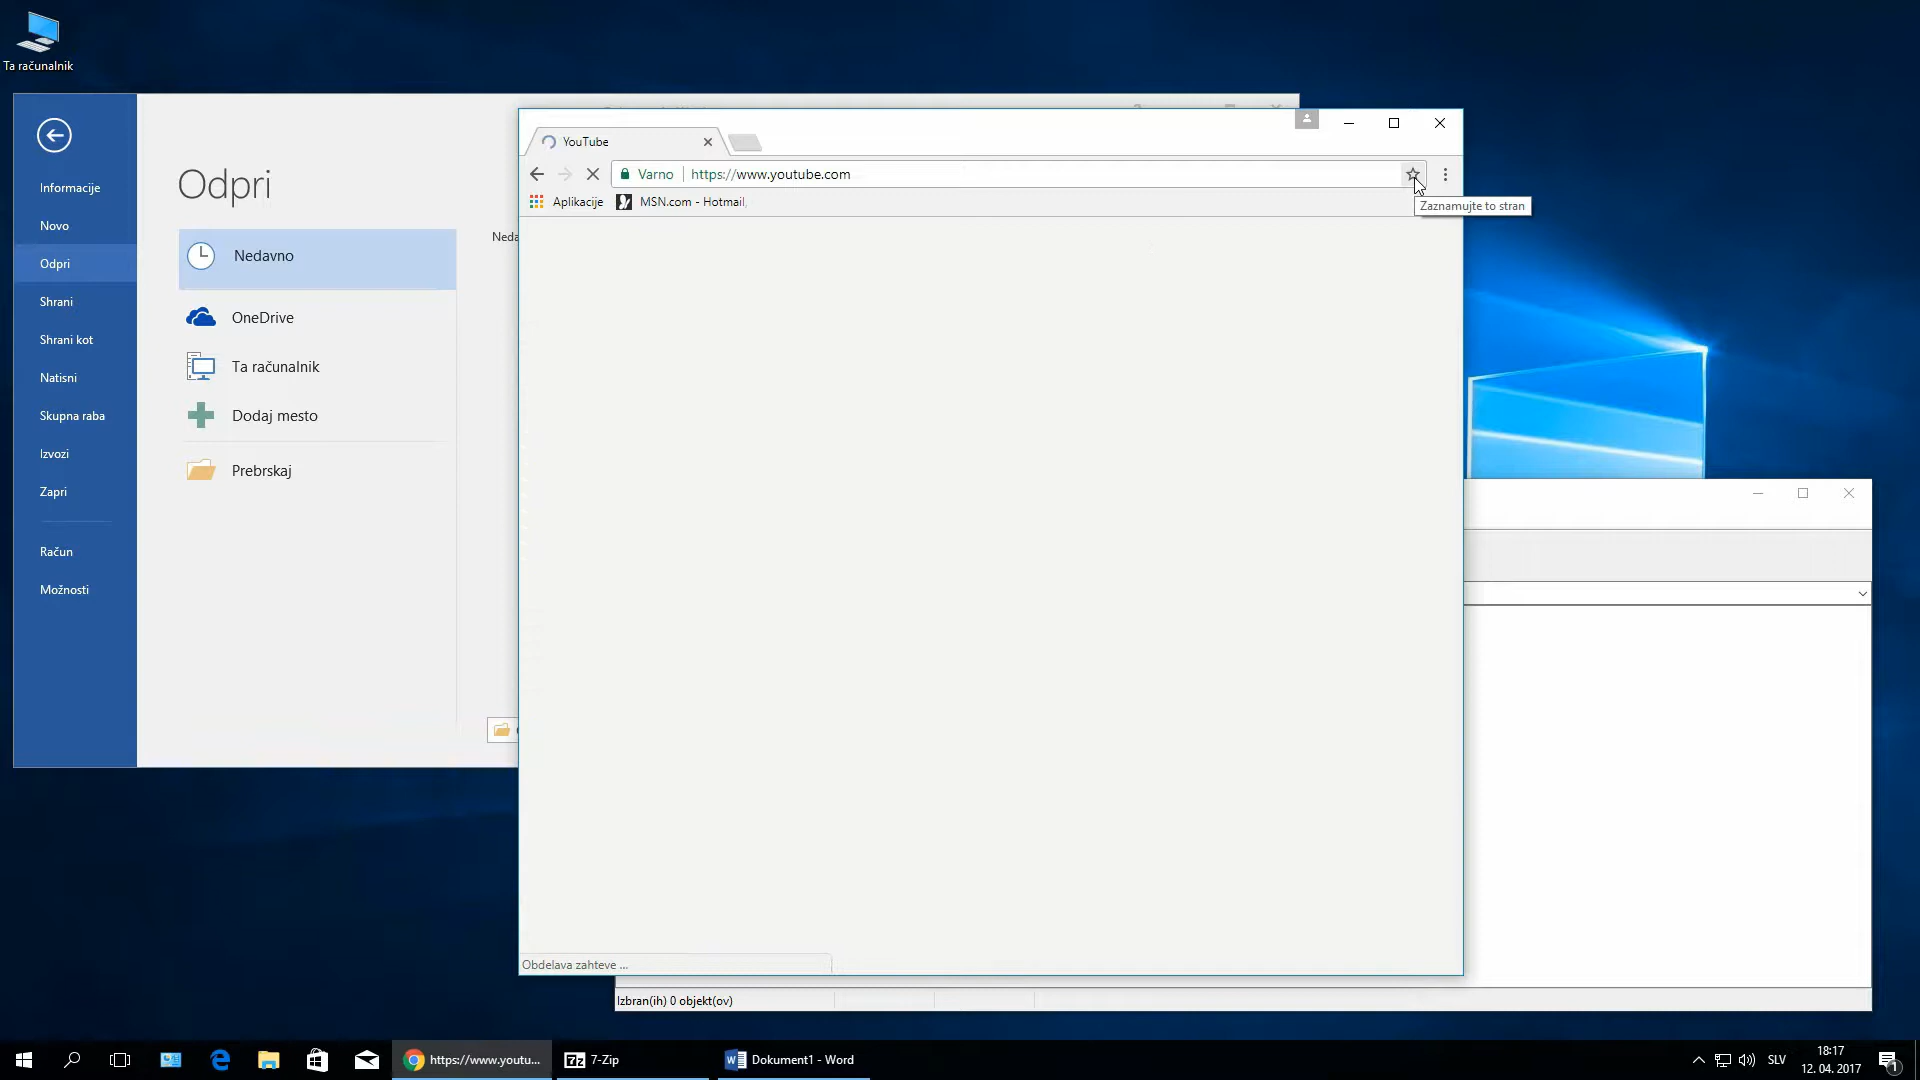 Ta računalnik
Informacije
Novo
Odpri
Shrani
Shrani kot
Natisni
Skupna raba
Izvozi
Zapri
Račun
Možnosti
Odpri
Nedavno
OneDrive
Ta računalnik
Dodaj mesto
Prebrskaj
YouTube
Varno https://www.youtube.com
Aplikacije MSN.com - Hotmail,
Zaznamujte to stran
Obdelava zahteve ...
Izbran(ih) 0 objekt(ov)
https://www.youtu... 7-Zip Dokument1 - Word
SLV
18:17
12. 04. 2017
1